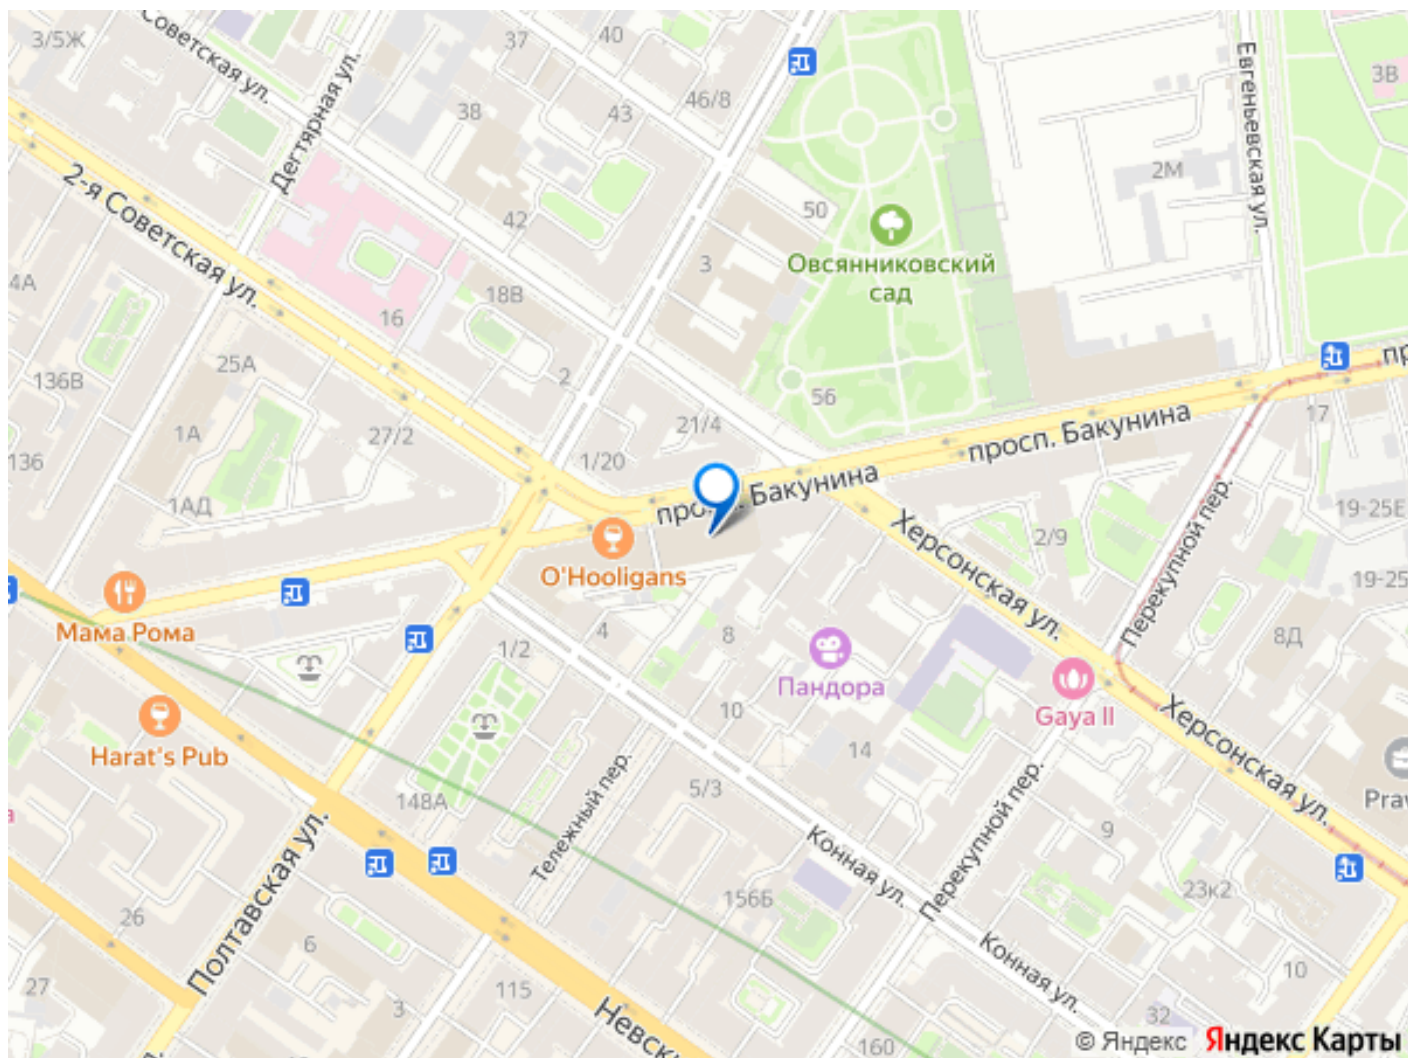 3/5Ж
Советская ул.
37
40
Дегтярная ул.
38
43
46/8
Евгеньевская ул.
3В
2М
2-я Советская ул.
42
50
3
Овсянниковский
сад
4А
18В
16
25А
2
56
136В
1А
27/2
21/4
17
136
1АД
1/20
просп. Бакунина
Бакунина
2/9
19-25Е
O'Hooligans
Херсонская ул.
Перекупной пер.
19-25
Мама Рома
1/2
4
8
8Д
Пандора
Gaya II
Harat's Pub
10
14
Херсонская ул.
148А
5/3
Тележный пер.
Перекупной пер.
Prav
Полтавская ул.
Конная ул.
9
26
156Б
23к2
6
Конная ул.
27
3
115
10
Невск
32
160
© Яндекс Яндекс Карты